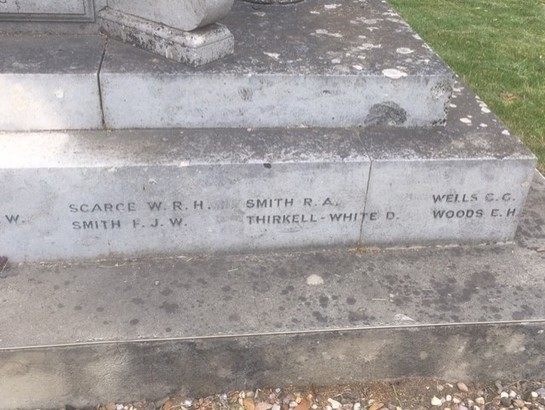 W.
SCARCE W. R. H.
SMITH F. J. W.
SMITH R. A.
THIRKELL-WHITE D.
WELLS C. G.
WOODS E. H.